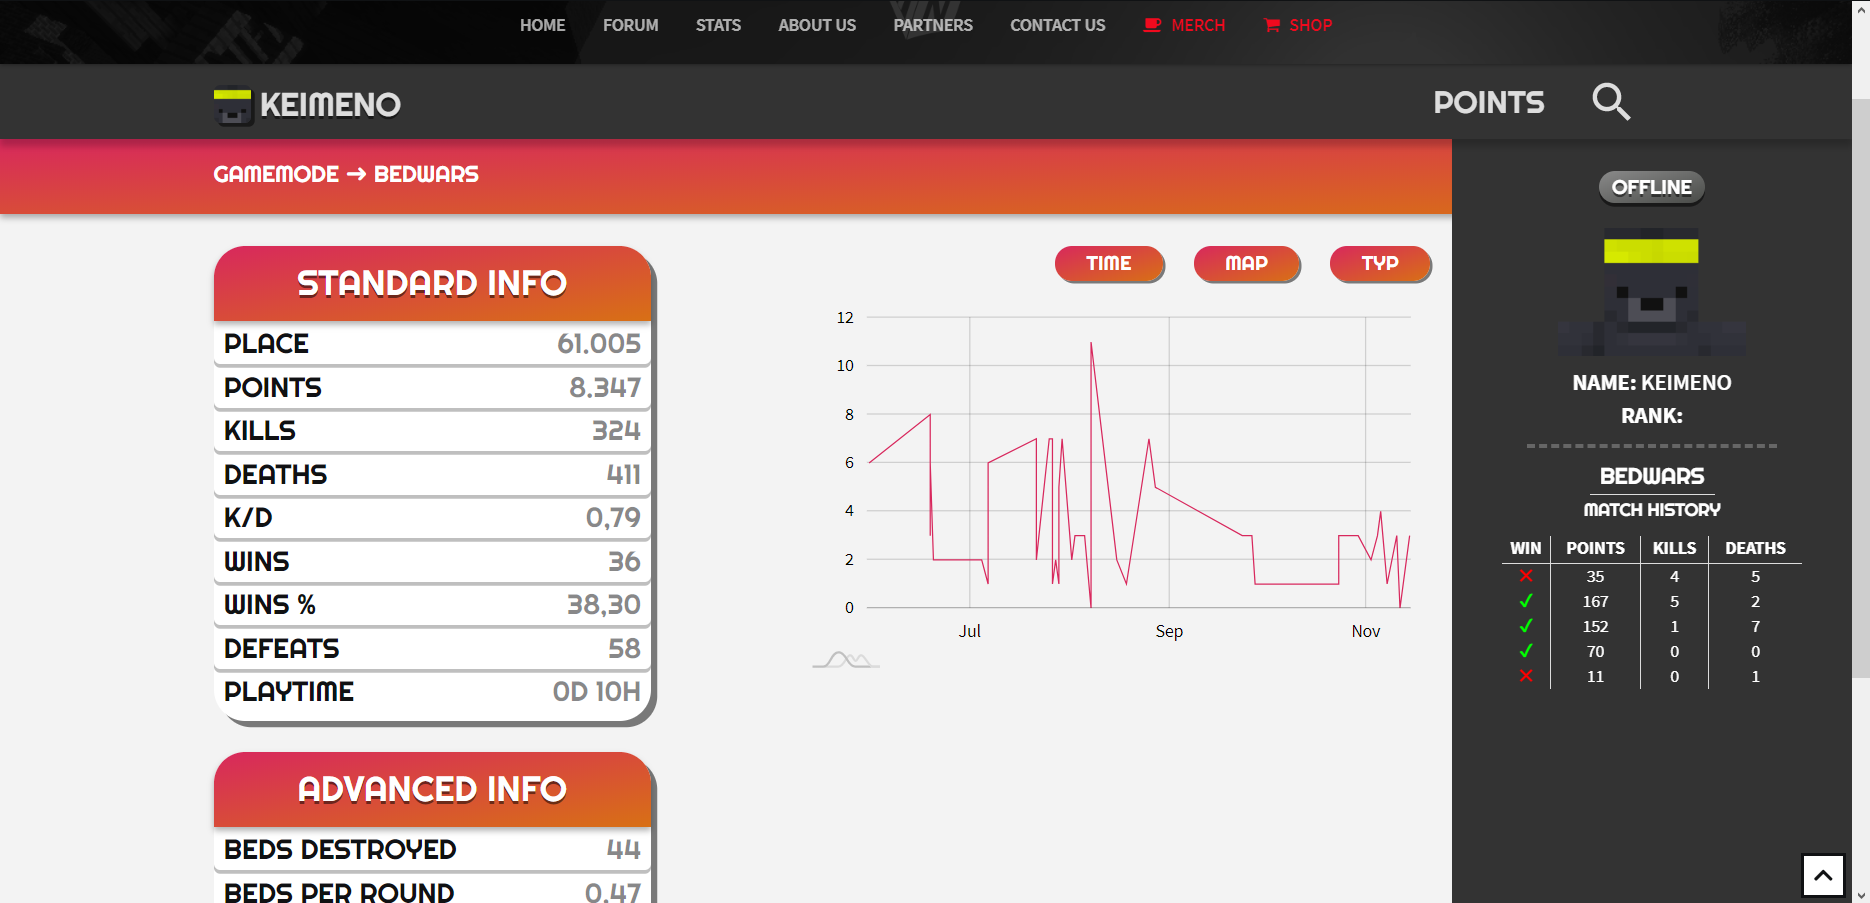 HOME FORUM STATS ABOUT US PARTNERS CONTACT US MERCH SHOP
KEIMENO
POINTS
GAMEMODE → BEDWARS
STANDARD INFO
PLACE 61.005
POINTS 8.347
KILLS 324
DEATHS 411
K/D 0,79
WINS 36
WINS % 38,30
DEFEATS 58
PLAYTIME 0D 10H
ADVANCED INFO
BEDS DESTROYED 44
BEDS PER ROUND 0,47
TIME MAP TYP
12
10
8
6
4
2
0
Jul Sep Nov
OFFLINE
NAME: KEIMENO
RANK:
BEDWARS
MATCH HISTORY
WIN POINTS KILLS DEATHS
✕ 35 4 5
✓ 167 5 2
✓ 152 1 7
✓ 70 0 0
✕ 11 0 1